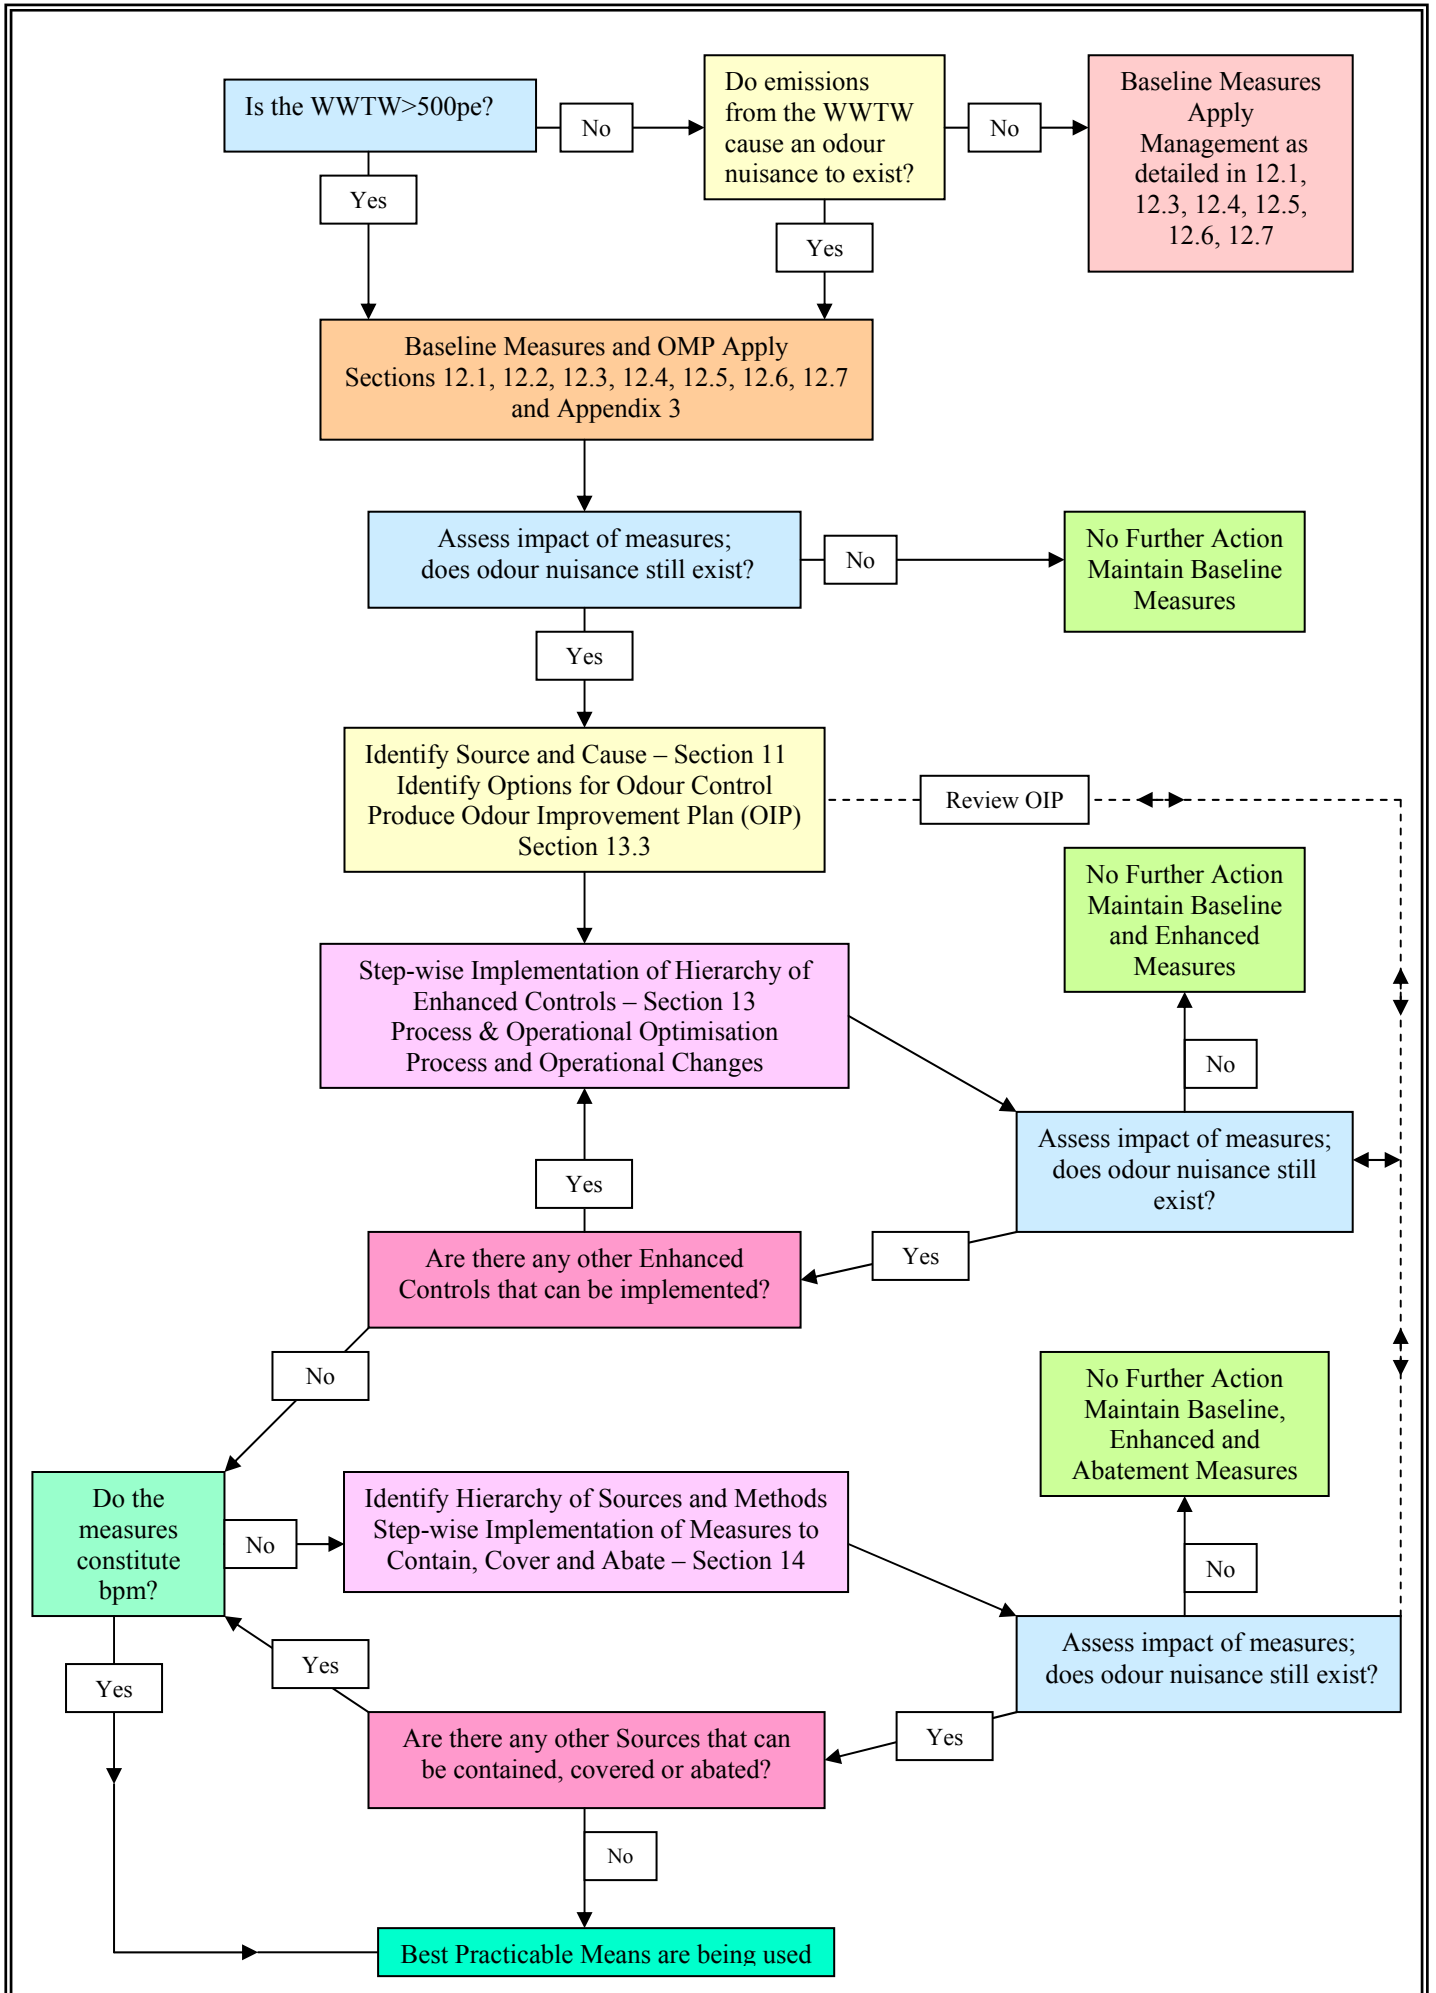 Is the WWTW>500pe?
No
Do emissions
from the WWTW
cause an odour
nuisance to exist?
No
Baseline Measures
Apply
Management as
detailed in 12.1,
12.3, 12.4, 12.5,
12.6, 12.7
Yes
Yes
Baseline Measures and OMP Apply
Sections 12.1, 12.2, 12.3, 12.4, 12.5, 12.6, 12.7
and Appendix 3
Assess impact of measures;
does odour nuisance still exist?
No
No Further Action
Maintain Baseline
Measures
Yes
Identify Source and Cause – Section 11
Identify Options for Odour Control
Produce Odour Improvement Plan (OIP)
Section 13.3
Review OIP
No Further Action
Maintain Baseline
and Enhanced
Measures
Step-wise Implementation of Hierarchy of
Enhanced Controls – Section 13
Process & Operational Optimisation
Process and Operational Changes
No
Assess impact of measures;
does odour nuisance still
exist?
Yes
Yes
Are there any other Enhanced
Controls that can be implemented?
No
No Further Action
Maintain Baseline,
Enhanced and
Abatement Measures
Do the
measures
constitute
bpm?
No
Identify Hierarchy of Sources and Methods
Step-wise Implementation of Measures to
Contain, Cover and Abate – Section 14
No
Assess impact of measures;
does odour nuisance still exist?
Yes
Yes
Yes
Are there any other Sources that can
be contained, covered or abated?
No
Best Practicable Means are being used